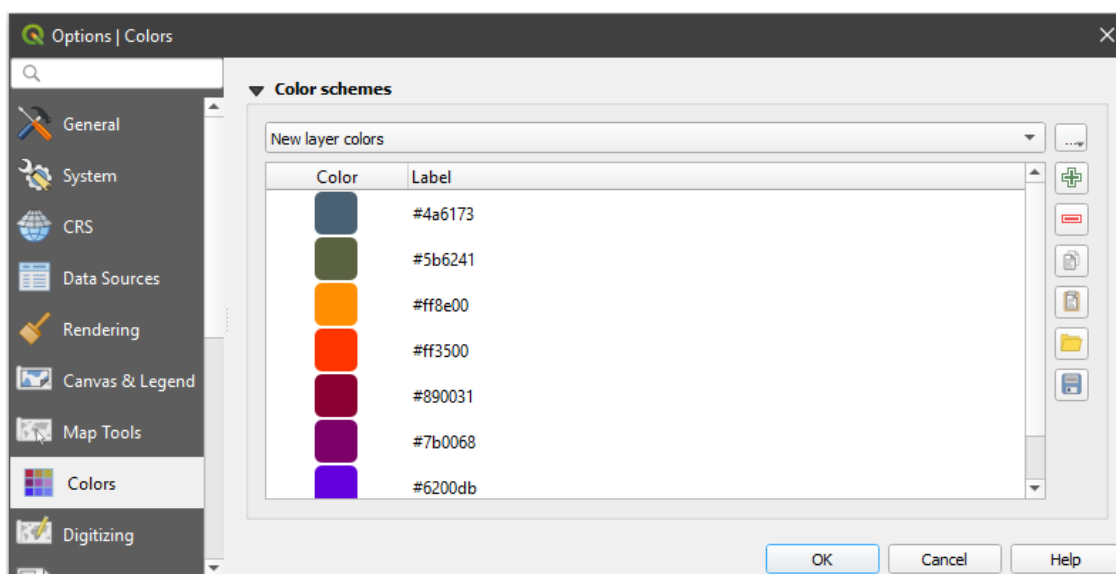 Options | Colors
General
System
CRS
Data Sources
Rendering
Canvas & Legend
Map Tools
Colors
Digitizing
Color schemes
New layer colors
...
Color Label
#4a6173
#5b6241
#ff8e00
#ff3500
#890031
#7b0068
#6200db
OK Cancel Help